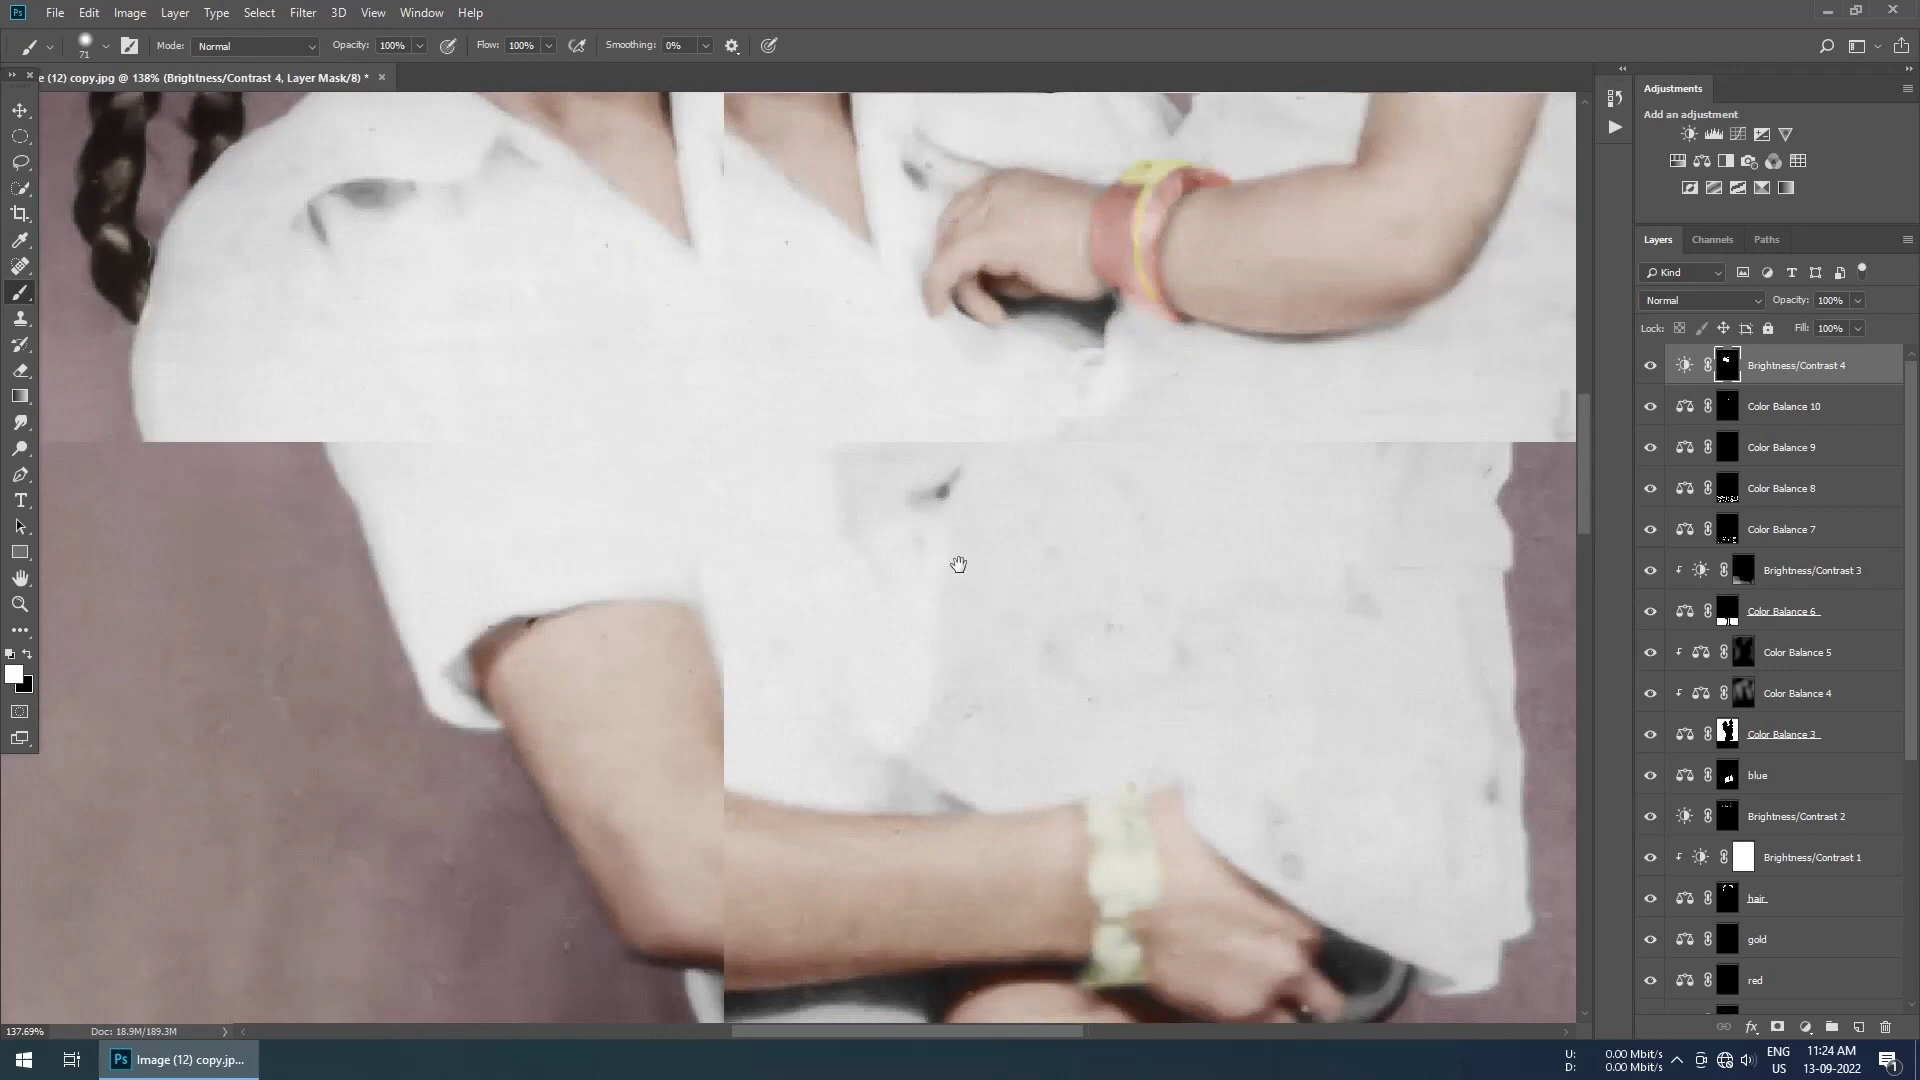 Ps File Edit Image Layer Type Select Filter 3D View Window Help
71 Mode: Normal Opacity: 100% Flow: 100% Smoothing: 0%
e (12) copy.jpg @ 138% (Brightness/Contrast 4, Layer Mask/8) *
Adjustments
Add an adjustment
Layers Channels Paths
Kind
Normal Opacity: 100%
Lock: Fill: 100%
Brightness/Contrast 4
Color Balance 10
Color Balance 9
Color Balance 8
Color Balance 7
Brightness/Contrast 3
Color Balance 6
Color Balance 5
Color Balance 4
Color Balance 3
blue
Brightness/Contrast 2
Brightness/Contrast 1
hair
gold
red
137.69% Doc: 18.9M/189.3M
Ps Image (12) copy.jp...
U: 0.00 Mbit/s
D: 0.00 Mbit/s
ENG
US
11:24 AM
13-09-2022
1